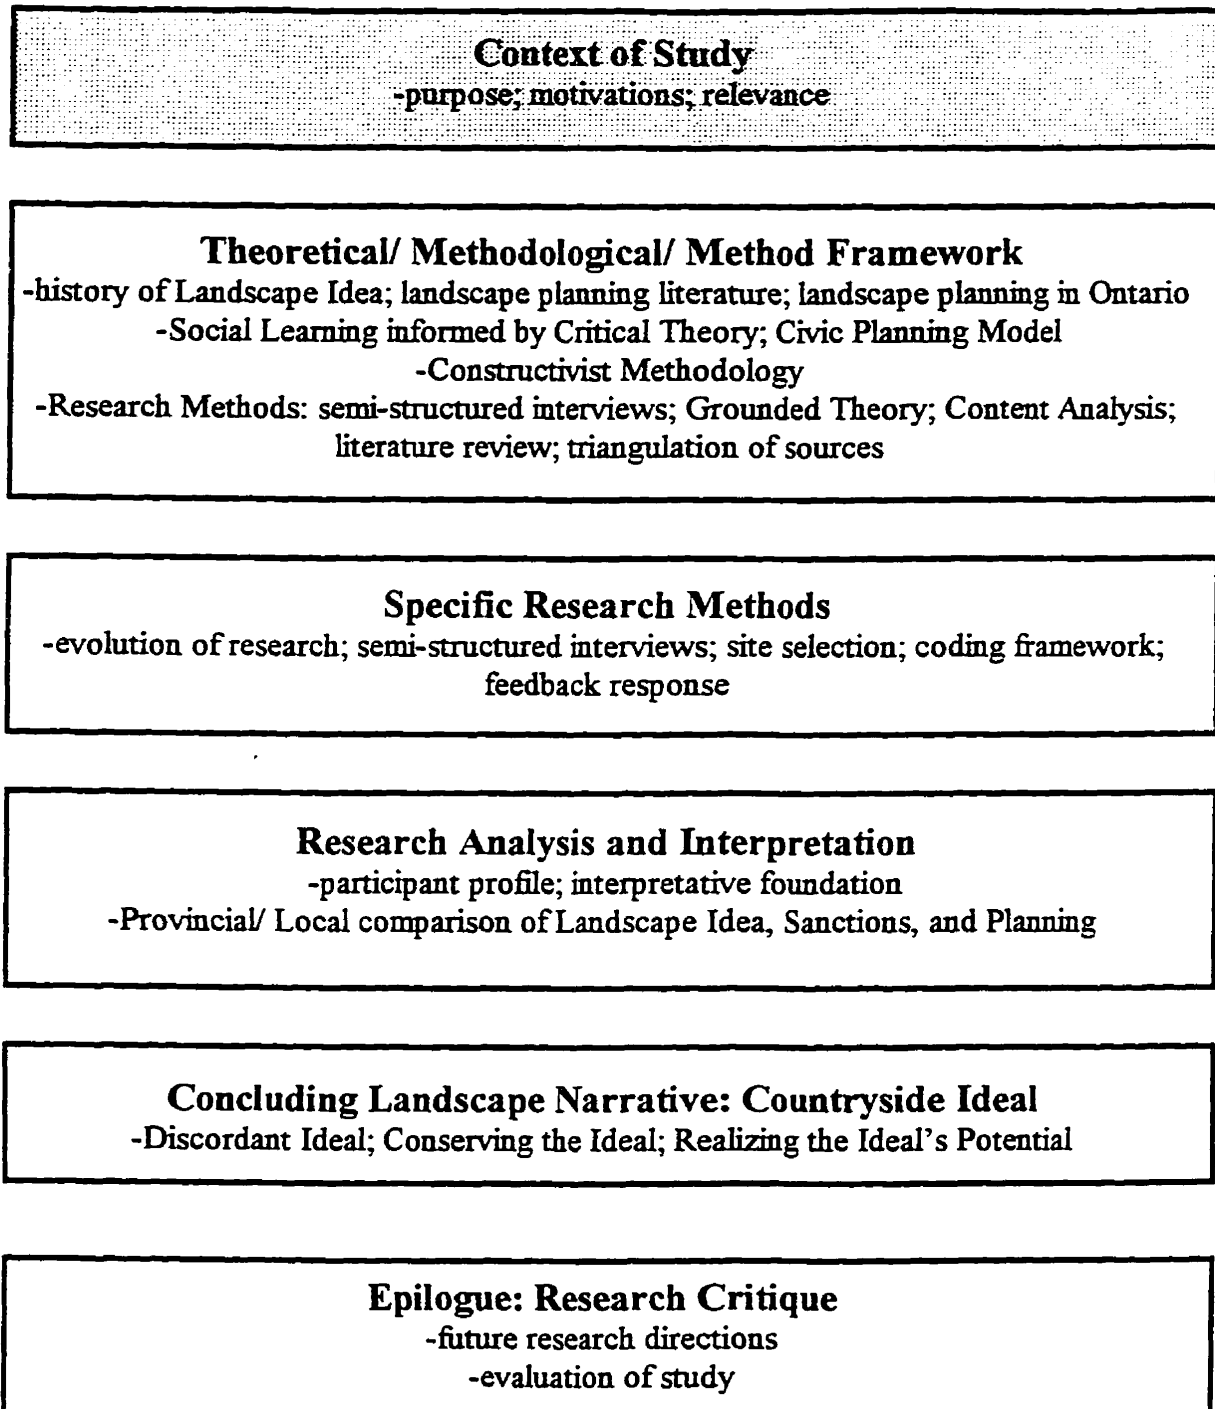 Context of Study
-purpose; motivations; relevance
Theoretical/ Methodological/ Method Framework
-history of Landscape Idea; landscape planning literature; landscape planning in Ontario
-Social Learning informed by Critical Theory; Civic Planning Model
-Constructivist Methodology
-Research Methods: semi-structured interviews; Grounded Theory; Content Analysis;
literature review; triangulation of sources
Specific Research Methods
-evolution of research; semi-structured interviews; site selection; coding framework;
feedback response
Research Analysis and Interpretation
-participant profile; interpretative foundation
-Provincial/ Local comparison of Landscape Idea, Sanctions, and Planning
Concluding Landscape Narrative: Countryside Ideal
-Discordant Ideal; Conserving the Ideal; Realizing the Ideal's Potential
Epilogue: Research Critique
-future research directions
-evaluation of study